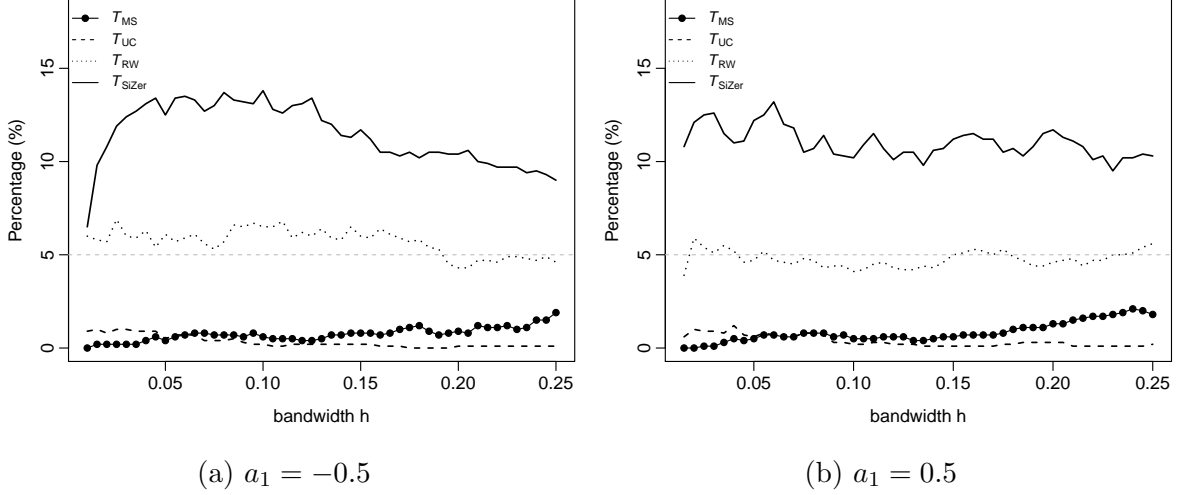 T_MS
T_UC
T_RW
T_SiZer
Percentage (%)
15
10
5
0
0.05 0.10 0.15 0.20 0.25
bandwidth h
(a) a₁ = −0.5
T_MS
T_UC
T_RW
T_SiZer
Percentage (%)
15
10
5
0
0.05 0.10 0.15 0.20 0.25
bandwidth h
(b) a₁ = 0.5